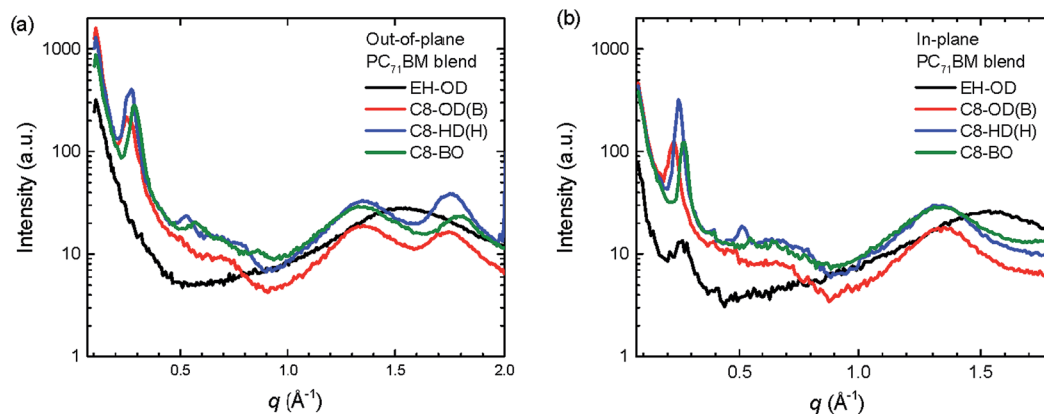 (a)
Out-of-plane
PC71BM blend
EH-OD
C8-OD(B)
C8-HD(H)
C8-BO
Intensity (a.u.)
1000
100
10
1
0.5
1.0
1.5
2.0
q (Å-1)
(b)
In-plane
PC71BM blend
EH-OD
C8-OD(B)
C8-HD(H)
C8-BO
Intensity (a.u.)
1000
100
10
1
0.5
1.0
1.5
q (Å-1)